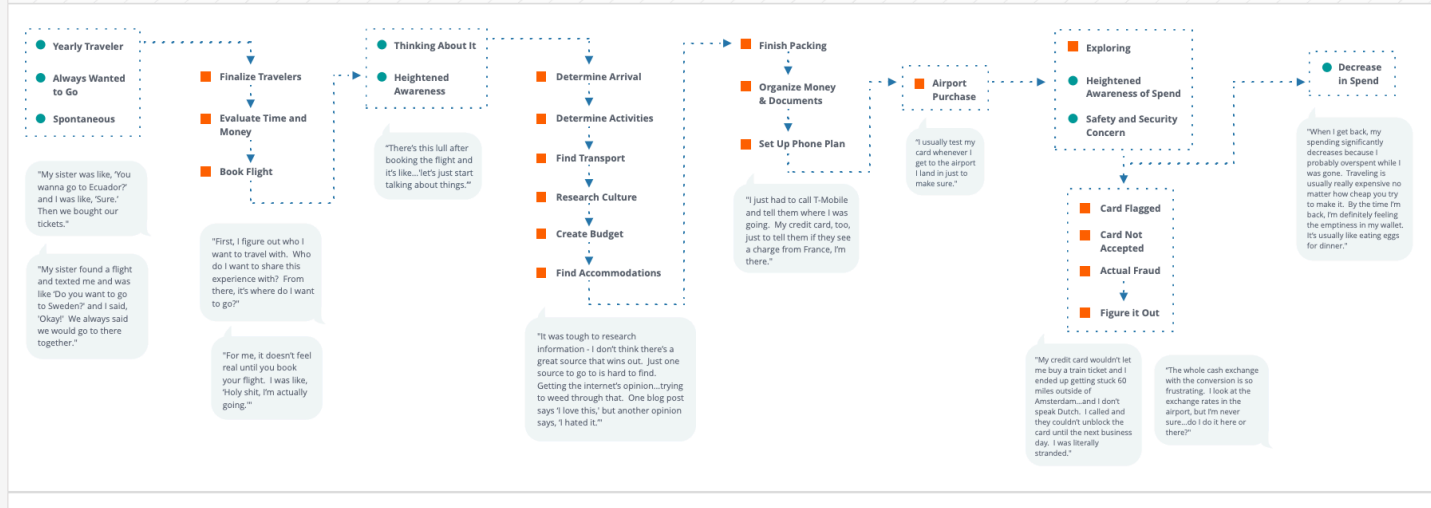 Yearly Traveler
Always Wanted
to Go
Spontaneous
"My sister was like, ‘You
wanna go to Ecuador?’
and I was like, ‘Sure.’
Then we bought our
tickets."
"My sister found a flight
and texted me and was
like ‘Do you want to go
to Sweden?’ and I said,
‘Okay!’ We always said
we would go to there
together."
Finalize Travelers
Evaluate Time and
Money
Book Flight
"First, I figure out who I
want to travel with. Who
do I want to share this
experience with? From
there, it’s where do I want
to go?"
"For me, it doesn’t feel
real until you book
your flight. I was like,
‘Holy shit, I’m actually
going.’"
Thinking About It
Heightened
Awareness
"There’s this lull after
booking the flight and
it’s like...‘let’s just start
talking about things.’"
Determine Arrival
Determine Activities
Find Transport
Research Culture
Create Budget
Find Accommodations
"It was tough to research
information - I don’t think there’s a
great source that wins out. Just one
source to go to is hard to find.
Getting the internet’s opinion...trying
to weed through that. One blog post
says ‘I love this,’ but another opinion
says, ‘I hated it.’"
Finish Packing
Organize Money
& Documents
Set Up Phone Plan
"I just had to call T-Mobile
and tell them where I was
going. My credit card, too,
just to tell them if they see
a charge from France, I’m
there."
Airport
Purchase
"I usually test my
card whenever I
get to the airport
I land in just to
make sure."
Exploring
Heightened
Awareness of Spend
Safety and Security
Concern
Card Flagged
Card Not
Accepted
Actual Fraud
Figure it Out
"My credit card wouldn’t let
me buy a train ticket and I
ended up getting stuck 60
miles outside of
Amsterdam...and I don’t
speak Dutch. I called and
they couldn’t unblock the
card until the next business
day. I was literally
stranded."
"The whole cash exchange
with the conversion is so
frustrating. I look at the
exchange rates in the
airport, but I’m never
sure...do I do it here or
there?"
Decrease
in Spend
"When I get back, my
spending significantly
decreases because I
probably overspent while I
was gone. Traveling is
usually really expensive no
matter how cheap you try
to make it. By the time I’m
back, I’m definitely feeling
the emptiness in my wallet.
It’s usually like eating eggs
for dinner."